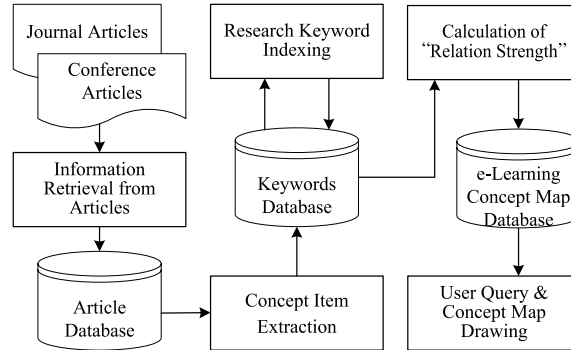 Journal Articles
Conference
Articles
Information
Retrieval from
Articles
Article
Database
Concept Item
Extraction
Keywords
Database
Research Keyword
Indexing
Calculation of
“Relation Strength”
e-Learning
Concept Map
Database
User Query &
Concept Map
Drawing